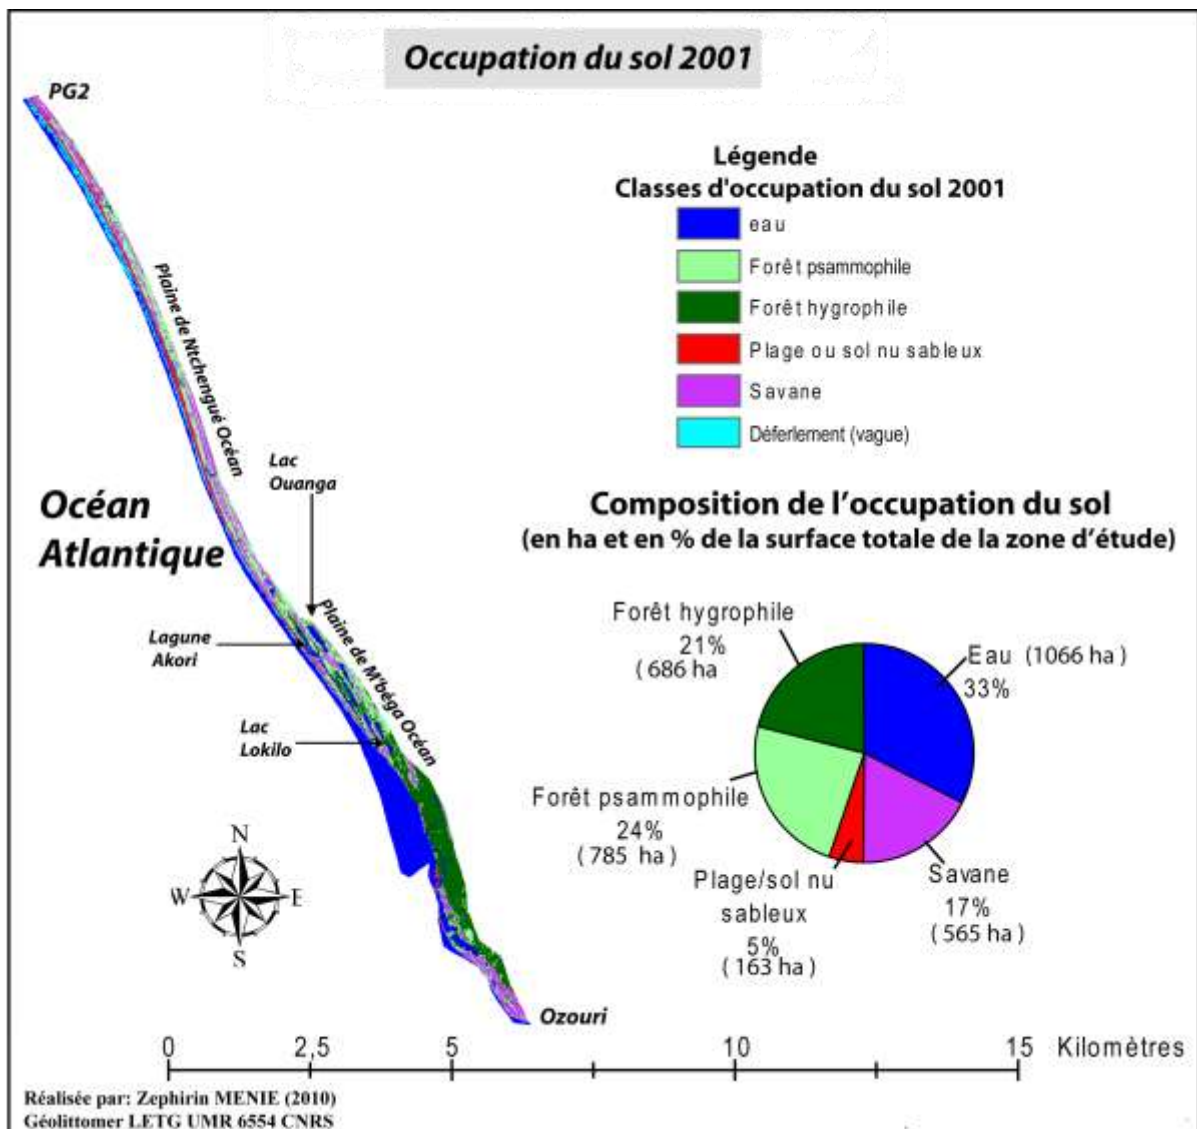 Occupation du sol 2001
PG2
Légende
Classes d'occupation du sol 2001
eau
Forêt psammophile
Forêt hygrophile
Plage ou sol nu sableux
Savane
Déferlement (vague)
Plaine de Ntchengué Océan
Lac
Ouanga
Océan
Atlantique
Plaine de M'béga Océan
Lagune
Akori
Lac
Lokilo
Composition de l'occupation du sol
(en ha et en % de la surface totale de la zone d'étude)
Forêt hygrophile
21%
( 686 ha
Eau (1066 ha )
33%
Forêt psammophile
24%
( 785 ha )
Plage/sol nu
sableux
5%
( 163 ha )
Savane
17%
( 565 ha )
N
W E
S
Ozouri
0 2,5 5 10 15 Kilomètres
Réalisée par: Zephirin MENIE (2010)
Géolittomer LETG UMR 6554 CNRS